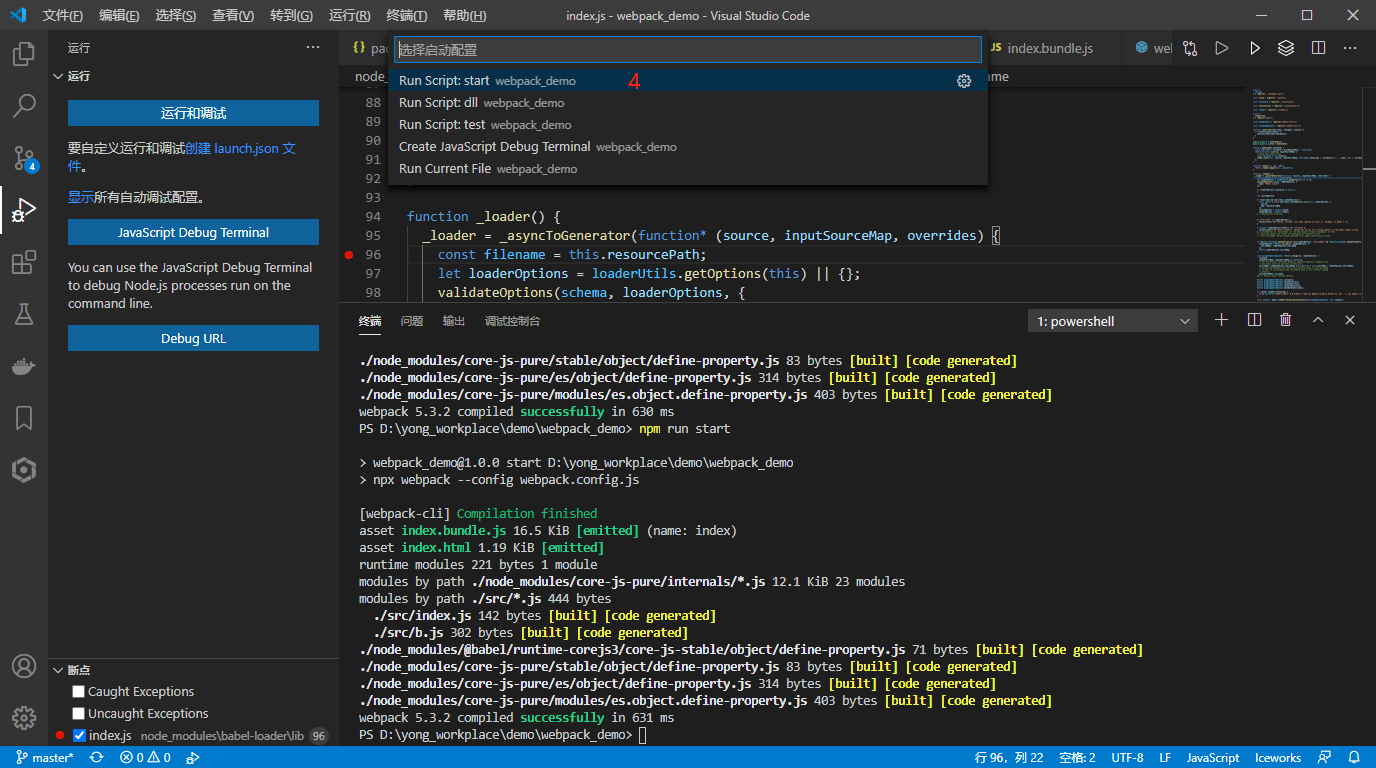 文件(F) 编辑(E) 选择(S) 查看(V) 转到(G) 运行(R) 终端(T) 帮助(H) index.js - webpack_demo - Visual Studio Code
运行
运行
运行和调试
要自定义运行和调试创建 launch.json 文
件。
显示所有自动调试配置。
JavaScript Debug Terminal
You can use the JavaScript Debug Terminal
to debug Node.js processes run on the
command line.
Debug URL
4
断点
Caught Exceptions
Uncaught Exceptions
index.js node_modules\babel-loader\lib 96
{ } pac
选择启动配置
JS index.bundle.js
we
node_
ame
Run Script: start webpack_demo
4
Run Script: dll webpack_demo
Run Script: test webpack_demo
Create JavaScript Debug Terminal webpack_demo
Run Current File webpack_demo
88
89
90
91
92
93
94 function _loader() {
95 _loader = _asyncToGenerator(function* (source, inputSourceMap, overrides) {
96 const filename = this.resourcePath;
97 let loaderOptions = loaderUtils.getOptions(this) || {};
98 validateOptions(schema, loaderOptions, {
终端 问题 输出 调试控制台 1: powershell
./node_modules/core-js-pure/stable/object/define-property.js 83 bytes [built] [code generated]
./node_modules/core-js-pure/es/object/define-property.js 314 bytes [built] [code generated]
./node_modules/core-js-pure/modules/es.object.define-property.js 403 bytes [built] [code generated]
webpack 5.3.2 compiled successfully in 630 ms
PS D:\yong_workplace\demo\webpack_demo> npm run start
> webpack_demo@1.0.0 start D:\yong_workplace\demo\webpack_demo
> npx webpack --config webpack.config.js
[webpack-cli] Compilation finished
asset index.bundle.js 16.5 KiB [emitted] (name: index)
asset index.html 1.19 KiB [emitted]
runtime modules 221 bytes 1 module
modules by path ./node_modules/core-js-pure/internals/*.js 12.1 KiB 23 modules
modules by path ./src/*.js 444 bytes
./src/index.js 142 bytes [built] [code generated]
./src/b.js 302 bytes [built] [code generated]
./node_modules/@babel/runtime-corejs3/core-js-stable/object/define-property.js 71 bytes [built] [code generated]
./node_modules/core-js-pure/stable/object/define-property.js 83 bytes [built] [code generated]
./node_modules/core-js-pure/es/object/define-property.js 314 bytes [built] [code generated]
./node_modules/core-js-pure/modules/es.object.define-property.js 403 bytes [built] [code generated]
webpack 5.3.2 compiled successfully in 631 ms
PS D:\yong_workplace\demo\webpack_demo>
master* 0 0 行 96，列 22 空格: 2 UTF-8 LF JavaScript Iceworks